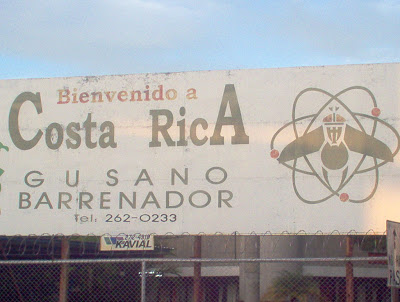 Bienvenido a
Costa RicA
GUSANO
BARRENADOR
Tel. 262-0233
KAVIAL